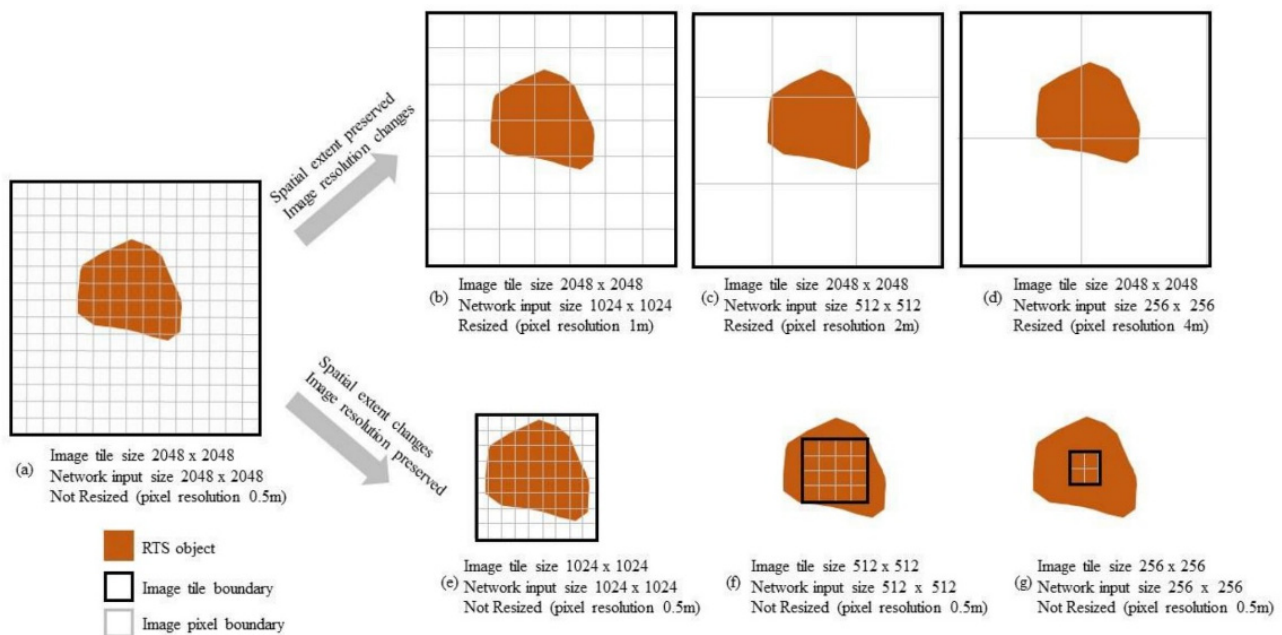 Spatial extent preserved
Image resolution changes
Spatial extent changes
Image resolution preserved
(a) Image tile size 2048 x 2048
Network input size 2048 x 2048
Not Resized (pixel resolution 0.5m)
(b) Image tile size 2048 x 2048
Network input size 1024 x 1024
Resized (pixel resolution 1m)
(c) Image tile size 2048 x 2048
Network input size 512 x 512
Resized (pixel resolution 2m)
(d) Image tile size 2048 x 2048
Network input size 256 x 256
Resized (pixel resolution 4m)
(e) Image tile size 1024 x 1024
Network input size 1024 x 1024
Not Resized (pixel resolution 0.5m)
(f) Image tile size 512 x 512
Network input size 512 x 512
Not Resized (pixel resolution 0.5m)
(g) Image tile size 256 x 256
Network input size 256 x 256
Not Resized (pixel resolution 0.5m)
RTS object
Image tile boundary
Image pixel boundary